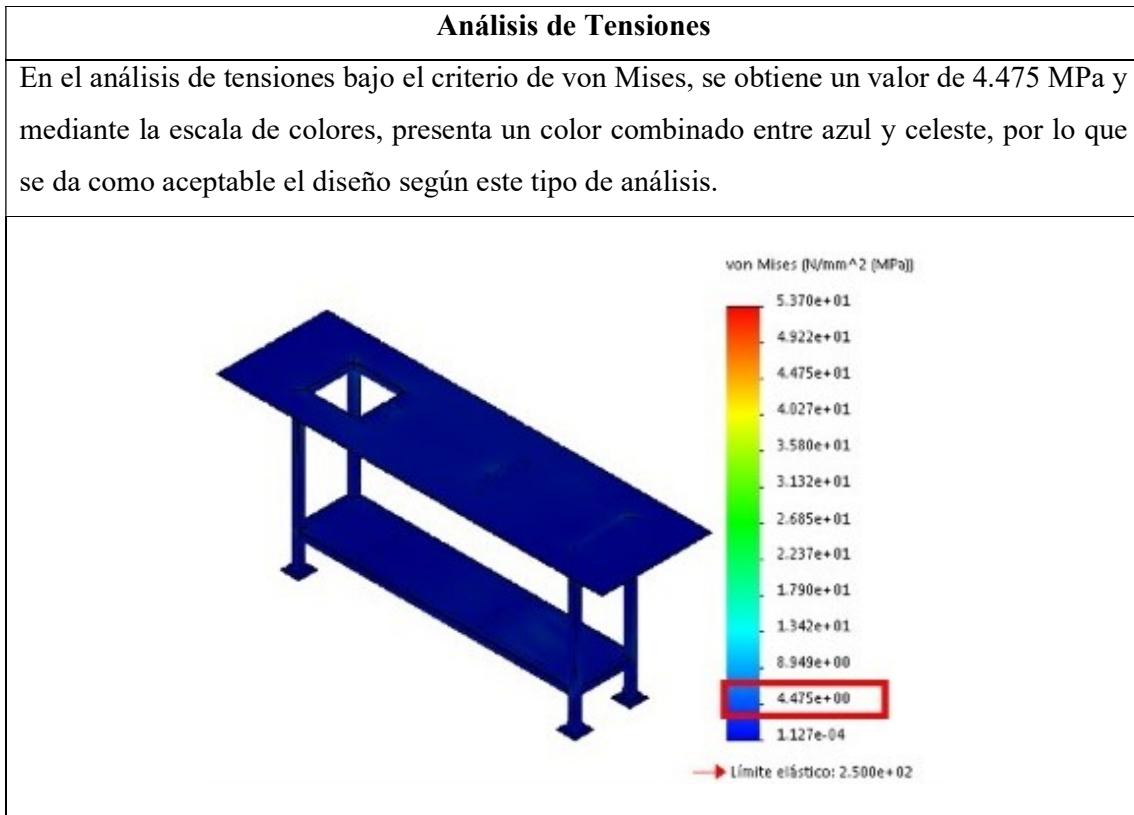 Análisis de Tensiones
En el análisis de tensiones bajo el criterio de von Mises, se obtiene un valor de 4.475 MPa y
mediante la escala de colores, presenta un color combinado entre azul y celeste, por lo que
se da como aceptable el diseño según este tipo de análisis.
von Mises (N/mm^2 (MPa))
5.370e+01
4.922e+01
4.475e+01
4.027e+01
3.580e+01
3.132e+01
2.685e+01
2.237e+01
1.790e+01
1.342e+01
8.949e+00
4.475e+00
1.127e-04
Límite elástico: 2.500e+02